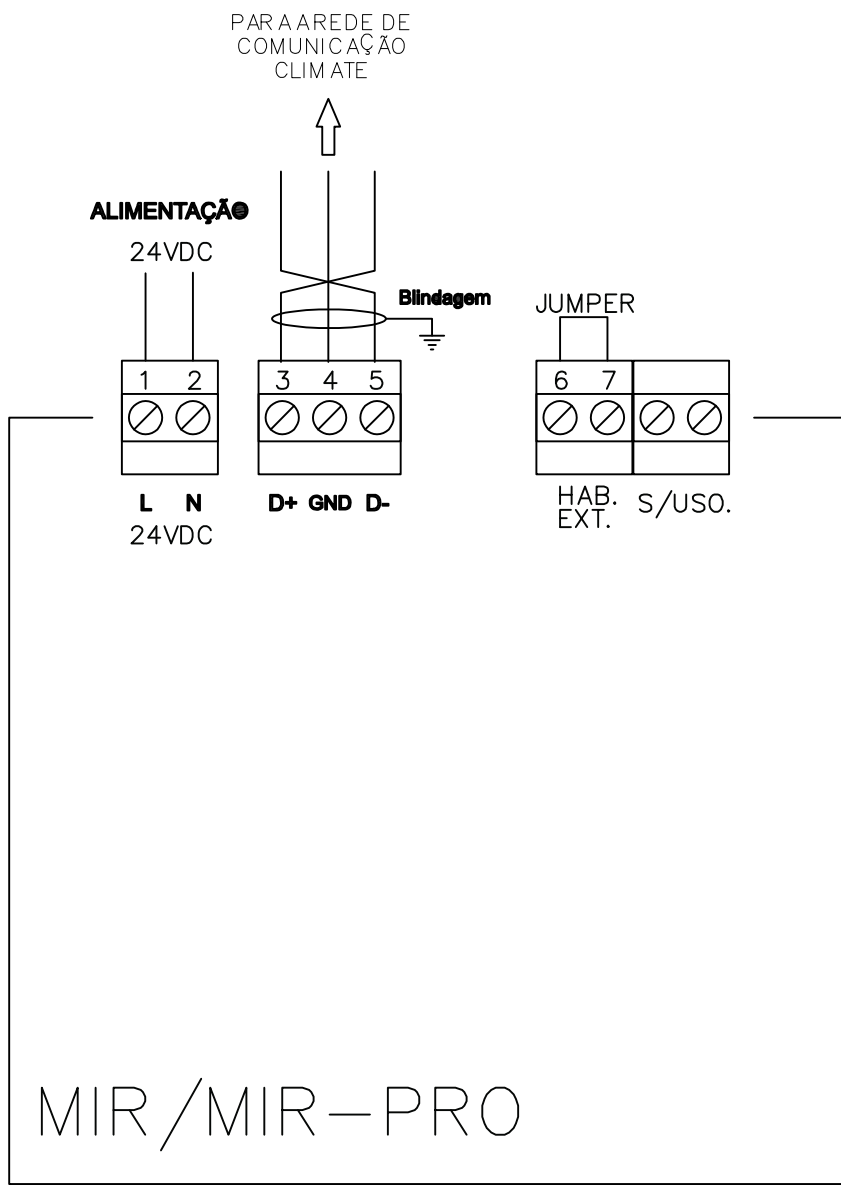 PARA A REDE DE
COMUNICAÇÃO
CLIMATE
ALIMENTAÇÃO
24VDC
Blindagem
JUMPER
1 2 3 4 5 6 7
L N D+ GND D- HAB. S/USO.
EXT.
24VDC
MIR/MIR-PRO